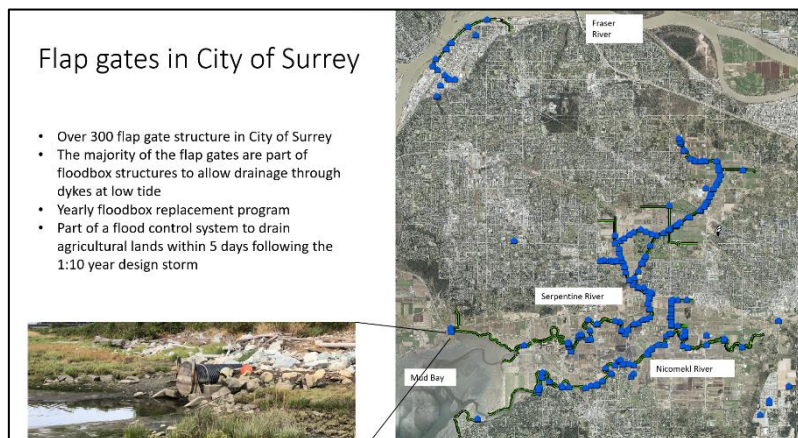 Flap gates in City of Surrey
• Over 300 flap gate structure in City of Surrey
• The majority of the flap gates are part of
floodbox structures to allow drainage through
dykes at low tide
• Yearly floodbox replacement program
• Part of a flood control system to drain
agricultural lands within 5 days following the
1:10 year design storm
Fraser
River
Serpentine River
Mud Bay
Nicomekl River